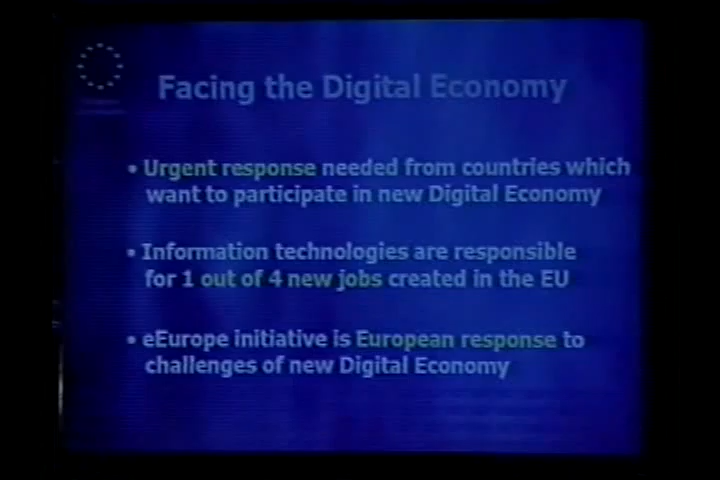 Facing the Digital Economy
• Urgent response needed from countries which
want to participate in new Digital Economy
• Information technologies are responsible
for 1 out of 4 new jobs created in the EU
• eEurope initiative is European response to
challenges of new Digital Economy